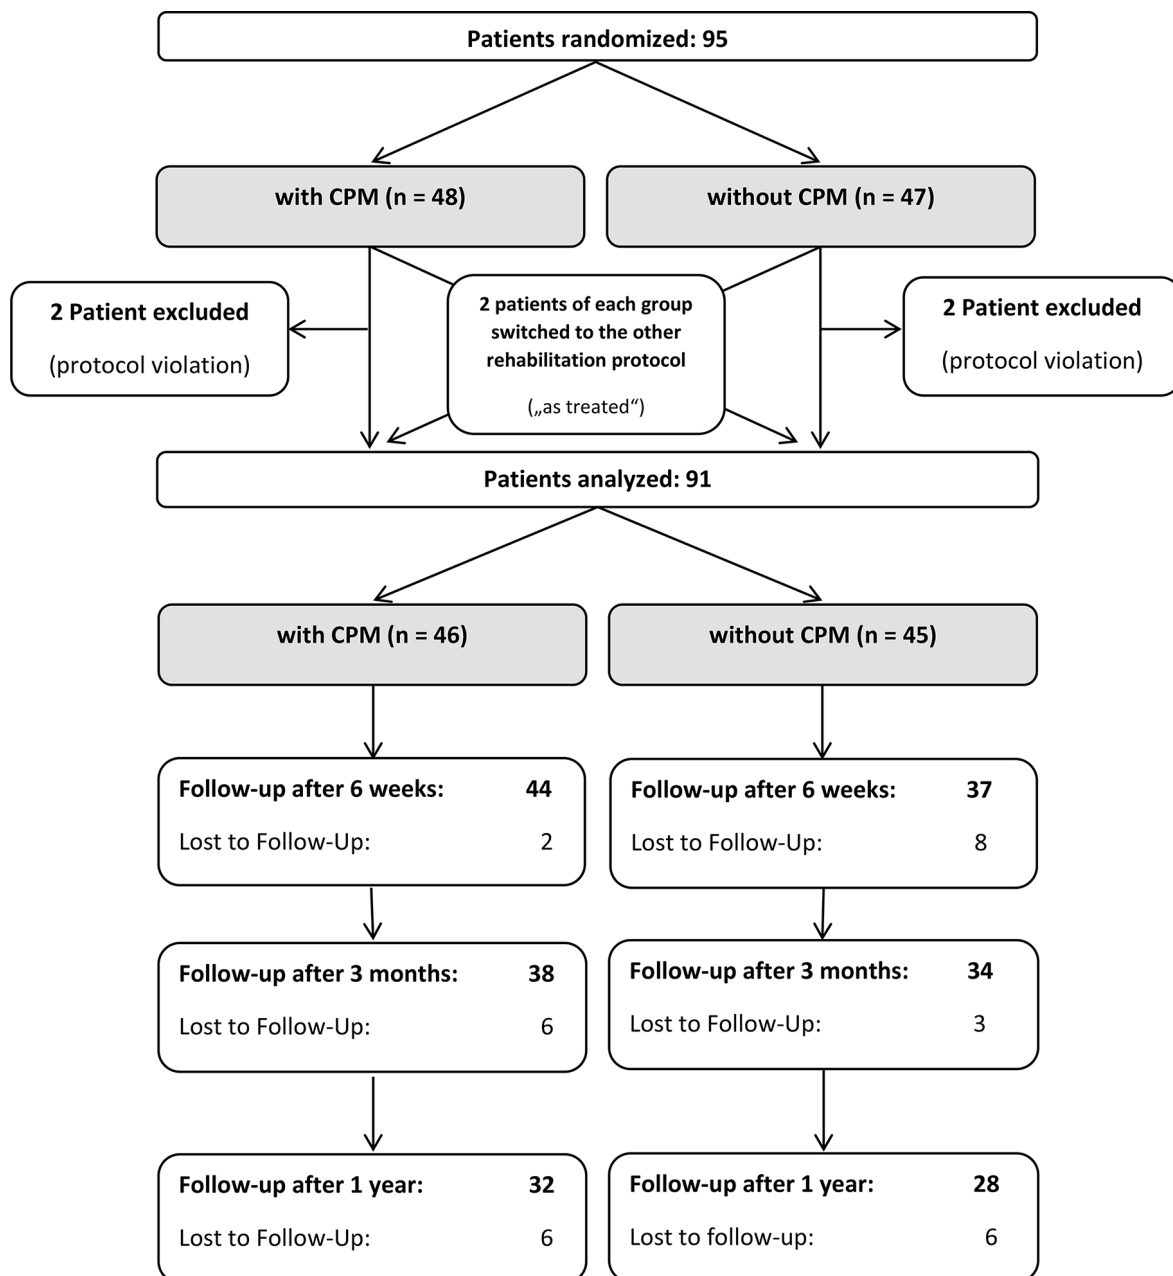 Patients randomized: 95
with CPM (n = 48)
without CPM (n = 47)
2 Patient excluded
(protocol violation)
2 patients of each group
switched to the other
rehabilitation protocol
(„as treated“)
2 Patient excluded
(protocol violation)
Patients analyzed: 91
with CPM (n = 46)
without CPM (n = 45)
Follow-up after 6 weeks: 44
Lost to Follow-Up: 2
Follow-up after 6 weeks: 37
Lost to Follow-Up: 8
Follow-up after 3 months: 38
Lost to Follow-Up: 6
Follow-up after 3 months: 34
Lost to Follow-Up: 3
Follow-up after 1 year: 32
Lost to Follow-Up: 6
Follow-up after 1 year: 28
Lost to follow-up: 6